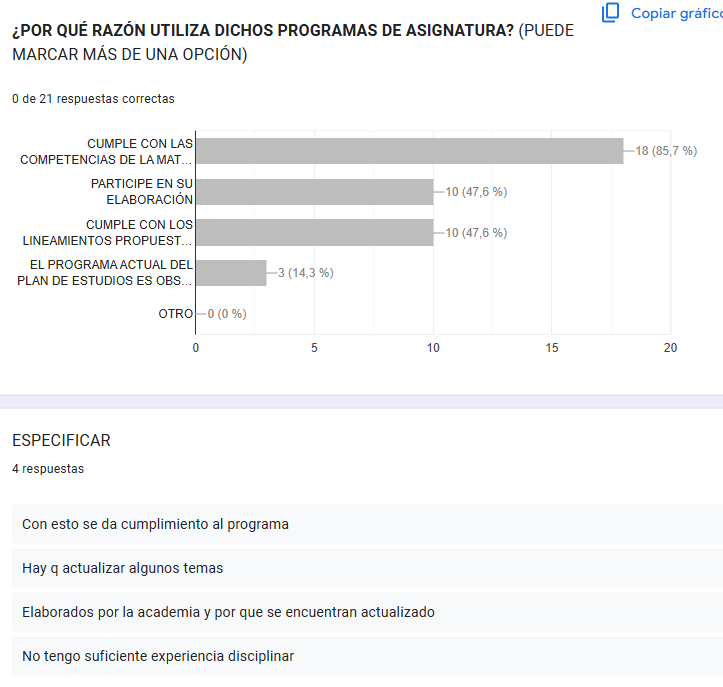 Copiar gráfico
¿POR QUÉ RAZÓN UTILIZA DICHOS PROGRAMAS DE ASIGNATURA? (PUEDE
MARCAR MÁS DE UNA OPCIÓN)
0 de 21 respuestas correctas
CUMPLE CON LAS
COMPETENCIAS DE LA MAT...
18 (85,7 %)
PARTICIPE EN SU
ELABORACIÓN
10 (47,6 %)
CUMPLE CON LOS
LINEAMIENTOS PROPUEST...
10 (47,6 %)
EL PROGRAMA ACTUAL DEL
PLAN DE ESTUDIOS ES OBS...
3 (14,3 %)
OTRO
0 (0 %)
0 5 10 15 20
ESPECIFICAR
4 respuestas
Con esto se da cumplimiento al programa
Hay q actualizar algunos temas
Elaborados por la academia y por que se encuentran actualizado
No tengo suficiente experiencia disciplinar